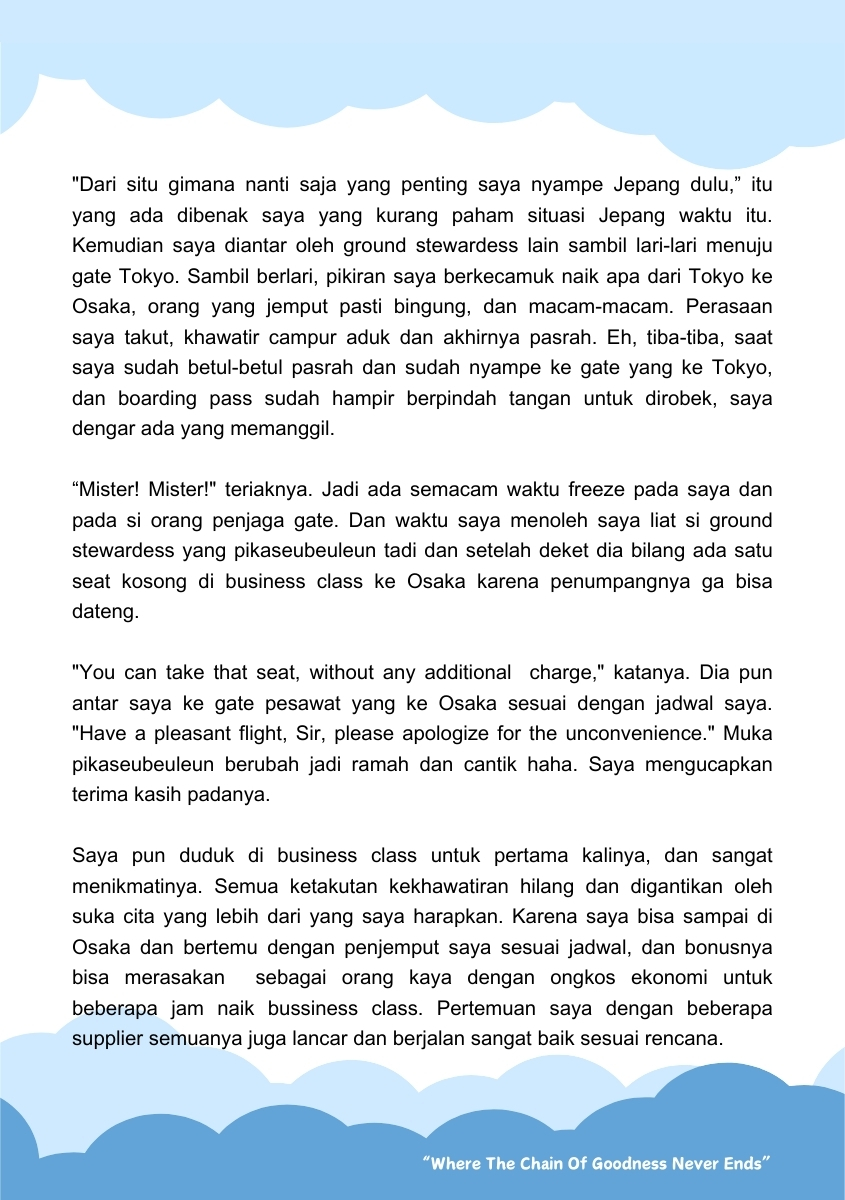 "Dari situ gimana nanti saja yang penting saya nyampe Jepang dulu,” itu
yang ada dibenak saya yang kurang paham situasi Jepang waktu itu.
Kemudian saya diantar oleh ground stewardess lain sambil lari-lari menuju
gate Tokyo. Sambil berlari, pikiran saya berkecamuk naik apa dari Tokyo ke
Osaka, orang yang jemput pasti bingung, dan macam-macam. Perasaan
saya takut, khawatir campur aduk dan akhirnya pasrah. Eh, tiba-tiba, saat
saya sudah betul-betul pasrah dan sudah nyampe ke gate yang ke Tokyo,
dan boarding pass sudah hampir berpindah tangan untuk dirobek, saya
dengar ada yang memanggil.
“Mister! Mister!" teriaknya. Jadi ada semacam waktu freeze pada saya dan
pada si orang penjaga gate. Dan waktu saya menoleh saya liat si ground
stewardess yang pikaseubeuleun tadi dan setelah deket dia bilang ada satu
seat kosong di business class ke Osaka karena penumpangnya ga bisa
dateng.
"You can take that seat, without any additional  charge," katanya. Dia pun
antar saya ke gate pesawat yang ke Osaka sesuai dengan jadwal saya.
"Have a pleasant flight, Sir, please apologize for the unconvenience." Muka
pikaseubeuleun berubah jadi ramah dan cantik haha. Saya mengucapkan
terima kasih padanya.
Saya pun duduk di business class untuk pertama kalinya, dan sangat
menikmatinya. Semua ketakutan kekhawatiran hilang dan digantikan oleh
suka cita yang lebih dari yang saya harapkan. Karena saya bisa sampai di
Osaka dan bertemu dengan penjemput saya sesuai jadwal, dan bonusnya
bisa merasakan  sebagai orang kaya dengan ongkos ekonomi untuk
beberapa jam naik bussiness class. Pertemuan saya dengan beberapa
supplier semuanya juga lancar dan berjalan sangat baik sesuai rencana.
“Where The Chain Of Goodness Never Ends”